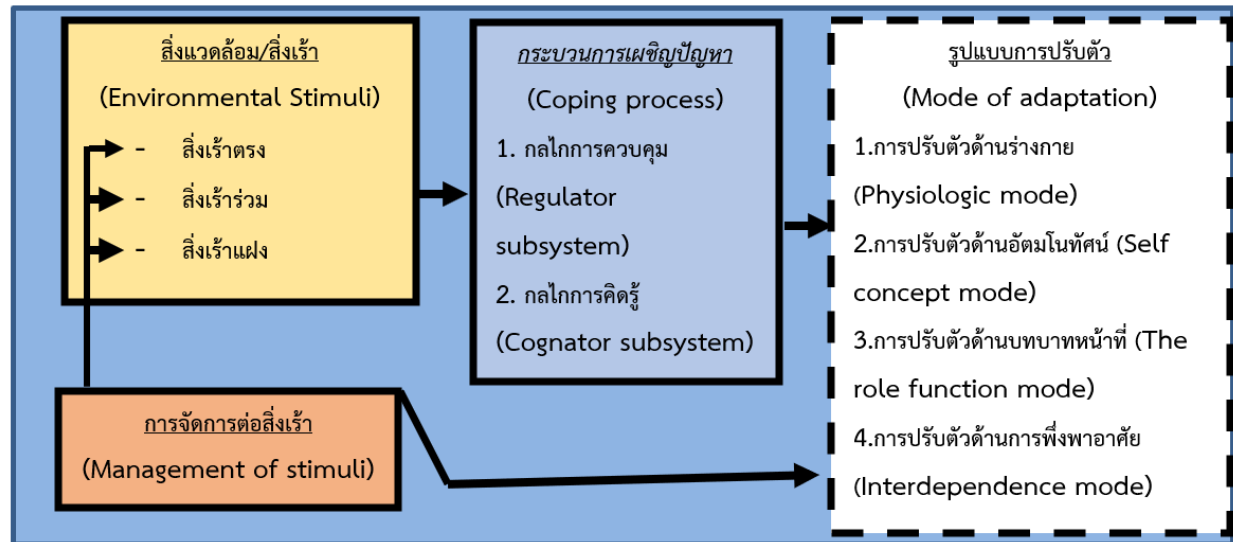 สิ่งแวดล้อม/สิ่งเร้า
(Environmental Stimuli)
- สิ่งเร้าตรง
- สิ่งเร้าร่วม
- สิ่งเร้าแฝง
การจัดการต่อสิ่งเร้า
(Management of stimuli)
กระบวนการเผชิญปัญหา
(Coping process)
1. กลไกการควบคุม
(Regulator
subsystem)
2. กลไกการคิดรู้
(Cognator subsystem)
รูปแบบการปรับตัว
(Mode of adaptation)
1.การปรับตัวด้านร่างกาย
(Physiologic mode)
2.การปรับตัวด้านอัตมโนทัศน์ (Self
concept mode)
3.การปรับตัวด้านบทบาทหน้าที่ (The
role function mode)
4.การปรับตัวด้านการพึ่งพาอาศัย
(Interdependence mode)